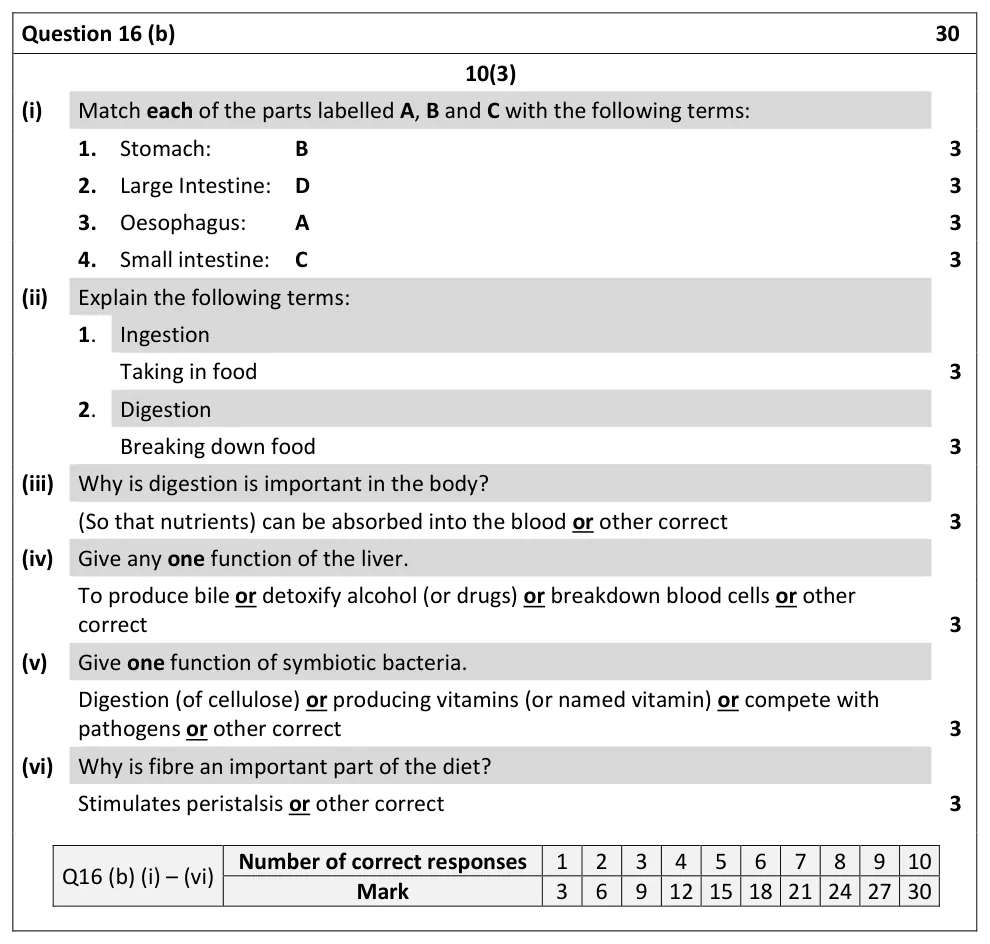 Question 16 (b) 30
10(3)
(i) Match each of the parts labelled A, B and C with the following terms:
1. Stomach: B 3
2. Large Intestine: D 3
3. Oesophagus: A 3
4. Small intestine: C 3
(ii) Explain the following terms:
1. Ingestion
Taking in food 3
2. Digestion
Breaking down food 3
(iii) Why is digestion is important in the body?
(So that nutrients) can be absorbed into the blood or other correct 3
(iv) Give any one function of the liver.
To produce bile or detoxify alcohol (or drugs) or breakdown blood cells or other
correct 3
(v) Give one function of symbiotic bacteria.
Digestion (of cellulose) or producing vitamins (or named vitamin) or compete with
pathogens or other correct 3
(vi) Why is fibre an important part of the diet?
Stimulates peristalsis or other correct 3
Q16 (b) (i) – (vi)
Number of correct responses 1 2 3 4 5 6 7 8 9 10
Mark 3 6 9 12 15 18 21 24 27 30